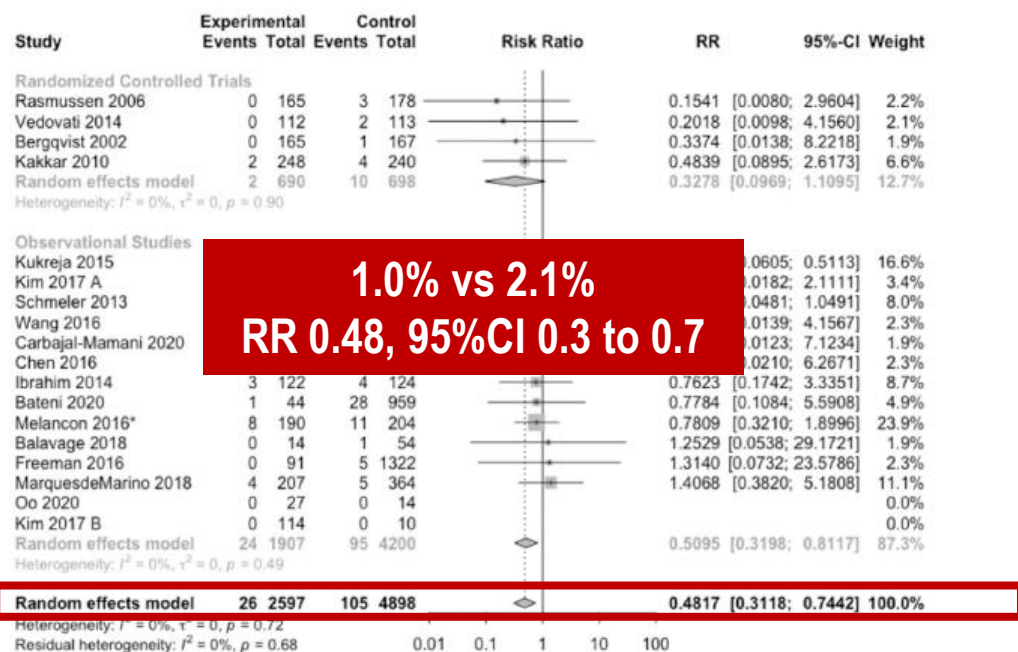 Experimental Control
Study Events Total Events Total Risk Ratio RR 95%-CI Weight
Randomized Controlled Trials
Rasmussen 2006 0 165 3 178 0.1541 [0.0080; 2.9604] 2.2%
Vedovati 2014 0 112 2 113 0.2018 [0.0098; 4.1560] 2.1%
Bergqvist 2002 0 165 1 167 0.3374 [0.0138; 8.2218] 1.9%
Kakkar 2010 2 248 4 240 0.4839 [0.0895; 2.6173] 6.6%
Random effects model 2 690 10 698 0.3278 [0.0969; 1.1095] 12.7%
Heterogeneity: I² = 0%, τ² = 0, p = 0.90
Observational Studies
Kukreja 2015 .0605; 0.5113] 16.6%
Kim 2017 A .0182; 2.1111] 3.4%
Schmeler 2013 .0481; 1.0491] 8.0%
Wang 2016 .0139; 4.1567] 2.3%
Carbajal-Mamani 2020 .0123; 7.1234] 1.9%
Chen 2016 .0210; 6.2671] 2.3%
1.0% vs 2.1%
RR 0.48, 95%CI 0.3 to 0.7
Ibrahim 2014 3 122 4 124 0.7623 [0.1742; 3.3351] 8.7%
Bateni 2020 1 44 28 959 0.7784 [0.1084; 5.5908] 4.9%
Melancon 2016* 8 190 11 204 0.7809 [0.3210; 1.8996] 23.9%
Balavage 2018 0 14 1 54 1.2529 [0.0538; 29.1721] 1.9%
Freeman 2016 0 91 5 1322 1.3140 [0.0732; 23.5786] 2.3%
MarquesdeMarino 2018 4 207 5 364 1.4068 [0.3820; 5.1808] 11.1%
Oo 2020 0 27 0 14 0.0%
Kim 2017 B 0 114 0 10 0.0%
Random effects model 24 1907 95 4200 0.5095 [0.3198; 0.8117] 87.3%
Heterogeneity: I² = 0%, τ² = 0, p = 0.49
Random effects model 26 2597 105 4898 0.4817 [0.3118; 0.7442] 100.0%
Heterogeneity: I² = 0%, τ² = 0, p = 0.72
Residual heterogeneity: I² = 0%, p = 0.68 0.01 0.1 1 10 100